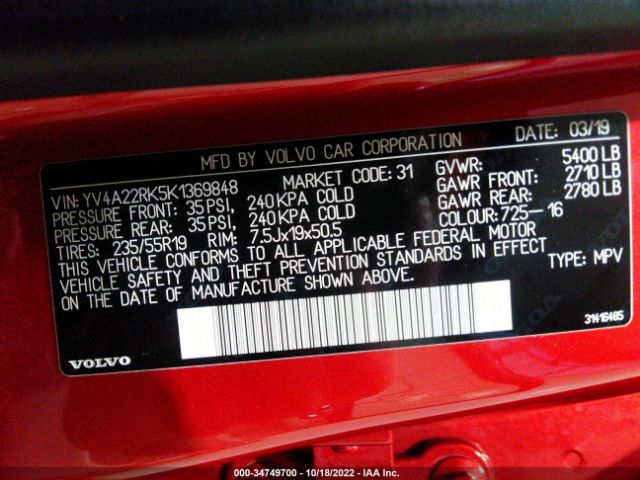 MFD BY VOLVO CAR CORPORATION DATE: 03/19
VIN: YV4A22RK5K1369848 MARKET CODE: 31 GVWR: 5400 LB
PRESSURE FRONT: 35 PSI, 240 KPA COLD GAWR FRONT: 2710 LB
PRESSURE REAR: 35 PSI, 240 KPA COLD GAWR REAR: 2780 LB
TIRES: 235/55R19 RIM: 7.5Jx19x50.5 COLOUR: 725-16
THIS VEHICLE CONFORMS TO ALL APPLICABLE FEDERAL MOTOR
VEHICLE SAFETY AND THEFT PREVENTION STANDARDS IN EFFECT
ON THE DATE OF MANUFACTURE SHOWN ABOVE. TYPE: MPV
31416485
VOLVO
000-34749700 - 10/18/2022 - IAA Inc.